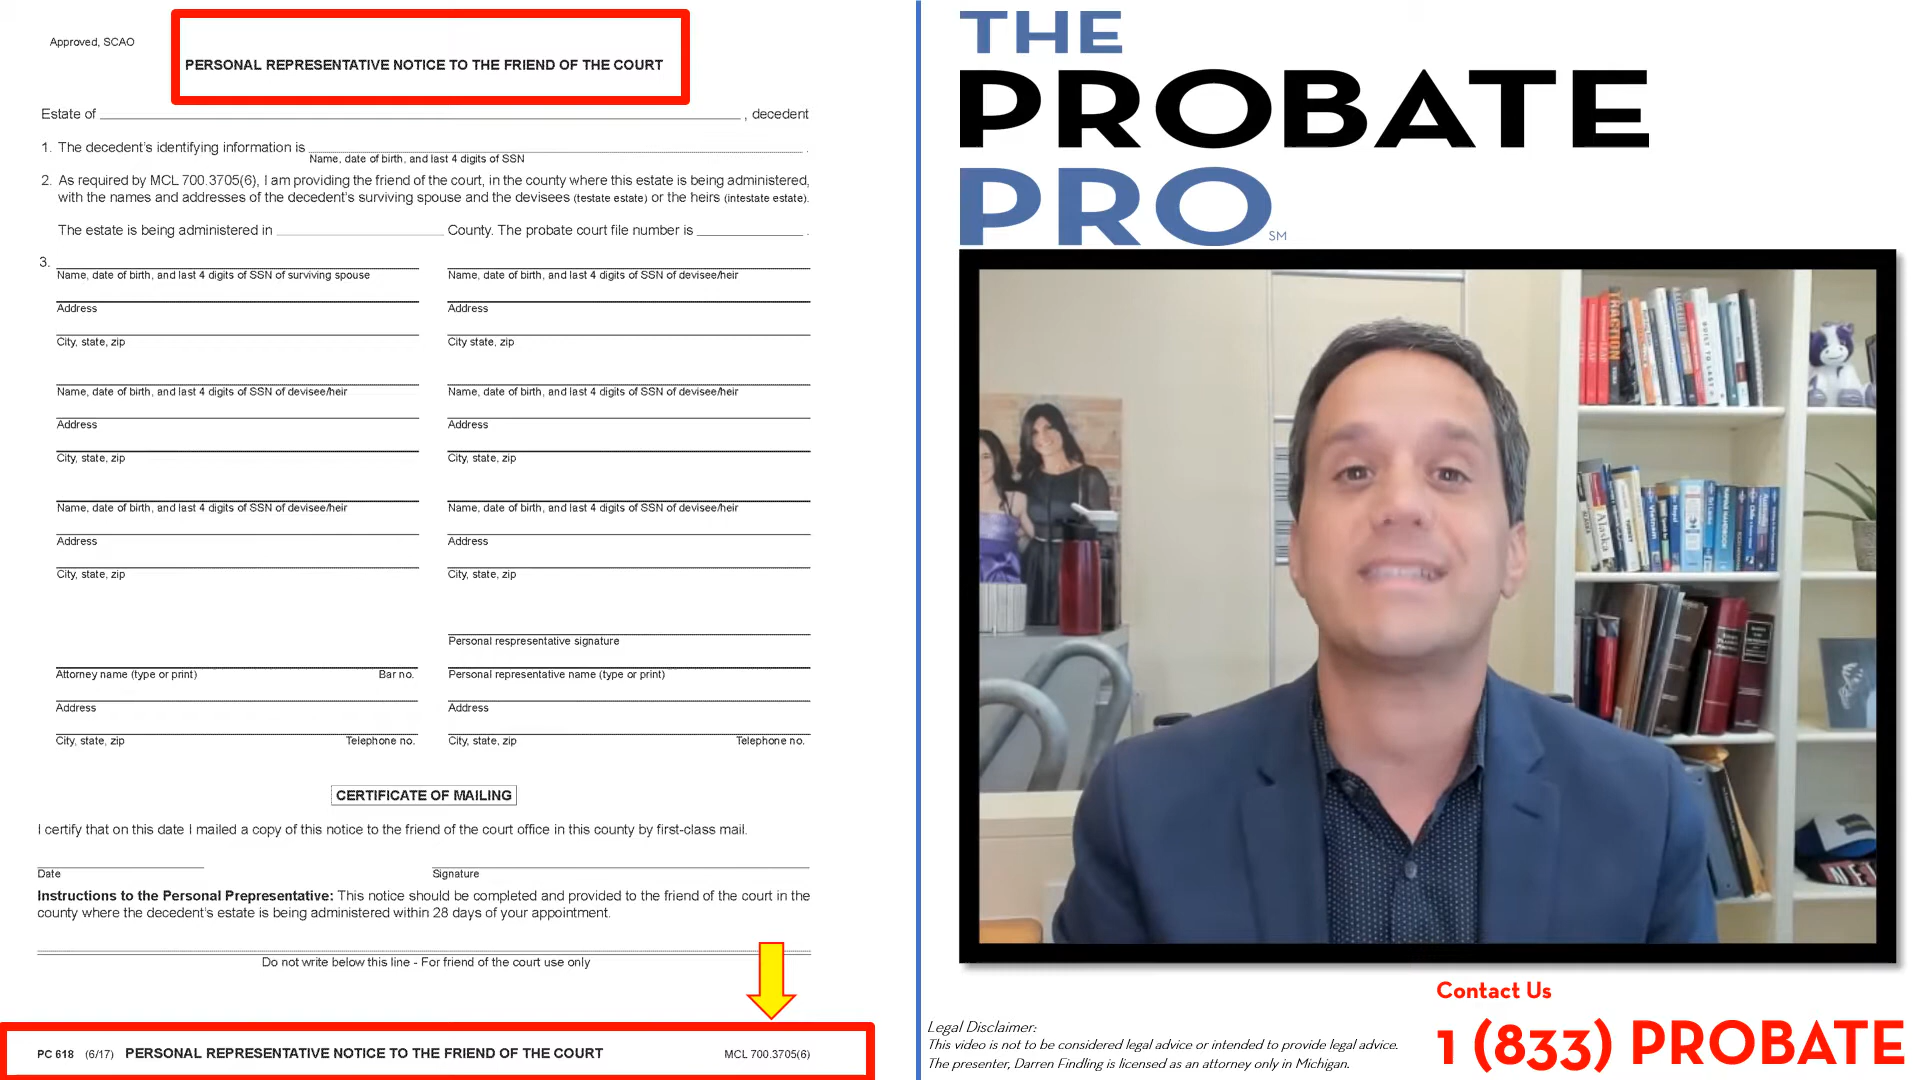 Approved, SCAO
PERSONAL REPRESENTATIVE NOTICE TO THE FRIEND OF THE COURT
Estate of , decedent
1. The decedent's identifying information is .
Name, date of birth, and last 4 digits of SSN
2. As required by MCL 700.3705(6), I am providing the friend of the court, in the county where this estate is being administered,
with the names and addresses of the decedent's surviving spouse and the devisees (testate estate) or the heirs (intestate estate).
The estate is being administered in County. The probate court file number is .
3.
Name, date of birth, and last 4 digits of SSN of surviving spouse
Name, date of birth, and last 4 digits of SSN of devisee/heir
Address
Address
City, state, zip
City state, zip
Name, date of birth, and last 4 digits of SSN of devisee/heir
Name, date of birth, and last 4 digits of SSN of devisee/heir
Address
Address
City, state, zip
City, state, zip
Name, date of birth, and last 4 digits of SSN of devisee/heir
Name, date of birth, and last 4 digits of SSN of devisee/heir
Address
Address
City, state, zip
City, state, zip
Personal respresentative signature
Attorney name (type or print) Bar no.
Personal representative name (type or print)
Address
Address
City, state, zip Telephone no.
City, state, zip Telephone no.
CERTIFICATE OF MAILING
I certify that on this date I mailed a copy of this notice to the friend of the court office in this county by first-class mail.
Date
Signature
Instructions to the Personal Prepresentative: This notice should be completed and provided to the friend of the court in the
county where the decedent's estate is being administered within 28 days of your appointment.
Do not write below this line - For friend of the court use only
PC 618 (6/17) PERSONAL REPRESENTATIVE NOTICE TO THE FRIEND OF THE COURT MCL 700.3705(6)
THE
PROBATE
PRO SM
TRACTION
BUILT TO LAST
Alaska
Contact Us
1 (833) PROBATE
Legal Disclaimer:
This video is not to be considered legal advice or intended to provide legal advice.
The presenter, Darren Findling is licensed as an attorney only in Michigan.